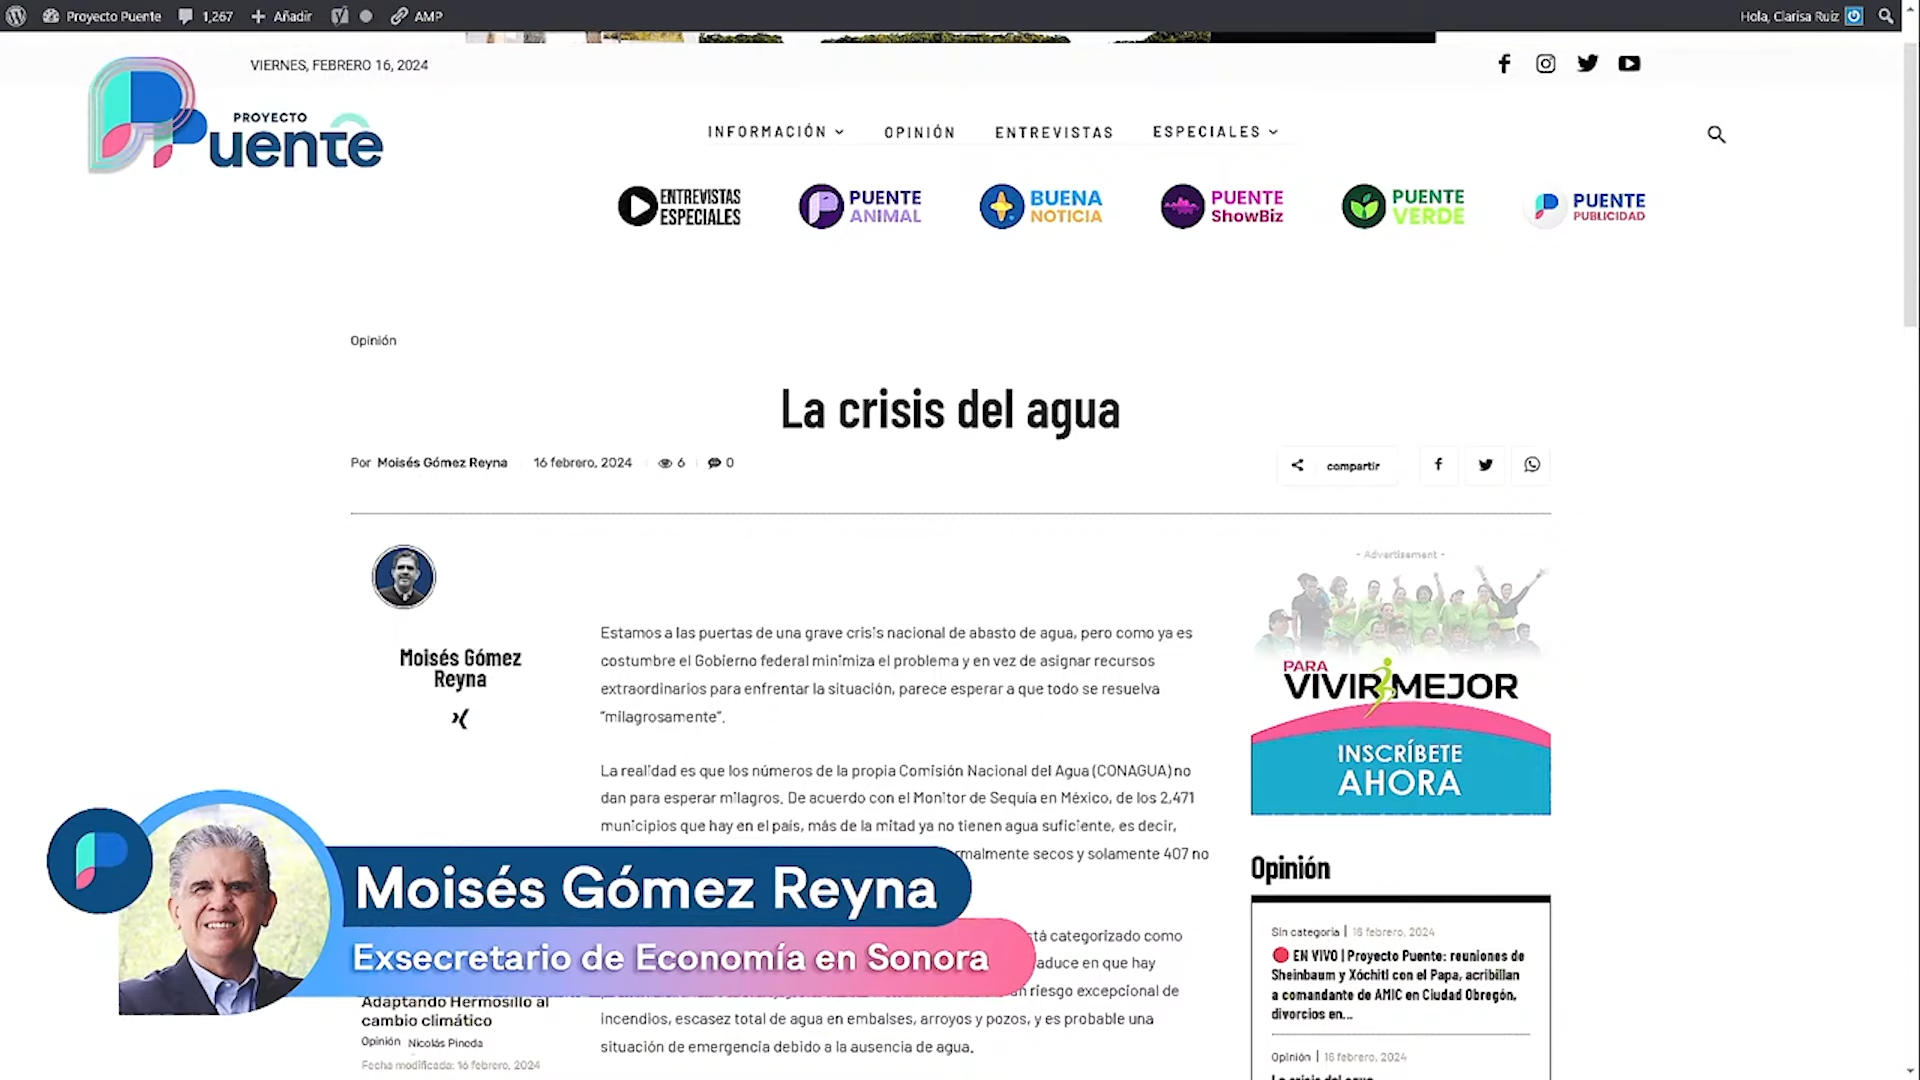 Proyecto Puente 1,267 Añadir AMP Hola, Clarisa Ruiz
VIERNES, FEBRERO 16, 2024
PROYECTO
Puente
INFORMACIÓN OPINIÓN ENTREVISTAS ESPECIALES
ENTREVISTAS
ESPECIALES
PUENTE
ANIMAL
BUENA
NOTICIA
PUENTE
ShowBiz
PUENTE
VERDE
PUENTE
PUBLICIDAD
Opinión
La crisis del agua
Por Moisés Gómez Reyna 16 febrero, 2024 6 0
compartir
Moisés Gómez
Reyna
Estamos a las puertas de una grave crisis nacional de abasto de agua, pero como ya es
costumbre el Gobierno federal minimiza el problema y en vez de asignar recursos
extraordinarios para enfrentar la situación, parece esperar a que todo se resuelva
“milagrosamente”.
La realidad es que los números de la propia Comisión Nacional del Agua (CONAGUA) no
dan para esperar milagros. De acuerdo con el Monitor de Sequía en México, de los 2,471
municipios que hay en el país, más de la mitad ya no tienen agua suficiente, es decir,
secos y solamente 407 no
categorizado como
en que hay
riesgo excepcional de
incendios, escasez total de agua en embalses, arroyos y pozos, y es probable una
situación de emergencia debido a la ausencia de agua.
Moisés Gómez Reyna
Exsecretario de Economía en Sonora
Adaptando Hermosillo al
cambio climático
Opinión Nicolás Pineda
Fecha modificada: 16 febrero, 2024
- Advertisement -
PARA
VIVIR MEJOR
INSCRÍBETE
AHORA
Opinión
Sin categoría | 16 febrero, 2024
EN VIVO | Proyecto Puente: reuniones de
Sheinbaum y Xóchitl con el Papa, acribillan
a comandante de AMIC en Ciudad Obregón,
divorcios en...
Opinión | 16 febrero, 2024
La crisis del agua